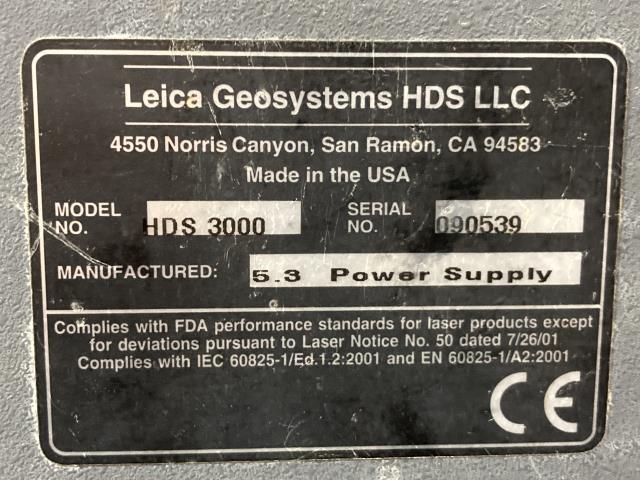 Leica Geosystems HDS LLC
4550 Norris Canyon, San Ramon, CA 94583
Made in the USA
MODEL NO. HDS 3000 SERIAL NO. 090539
MANUFACTURED: 5.3 Power Supply
Complies with FDA performance standards for laser products except
for deviations pursuant to Laser Notice No. 50 dated 7/26/01
Complies with IEC 60825-1/Ed.1.2:2001 and EN 60825-1/A2:2001
CE